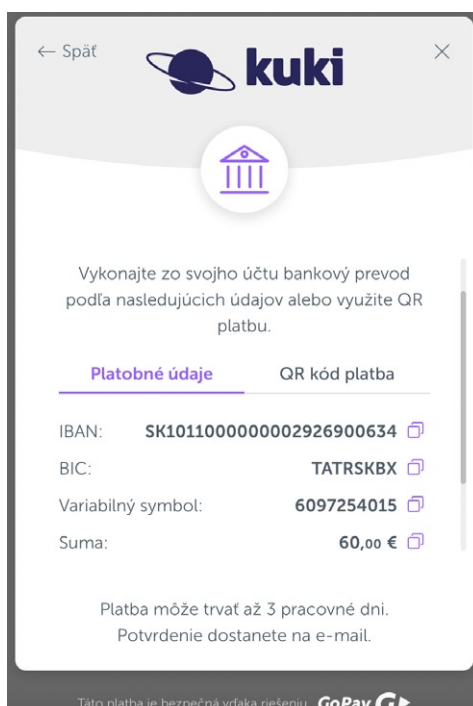 ← Späť
kuki
Vykonajte zo svojho účtu bankový prevod
podľa nasledujúcich údajov alebo využite QR
platbu.
Platobné údaje QR kód platba
IBAN: SK1011000000002926900634
BIC: TATRSKBX
Variabilný symbol: 6097254015
Suma: 60,00 €
Platba môže trvať až 3 pracovné dni.
Potvrdenie dostanete na e-mail.
Táto platba je bezpečná vďaka riešeniu GoPay